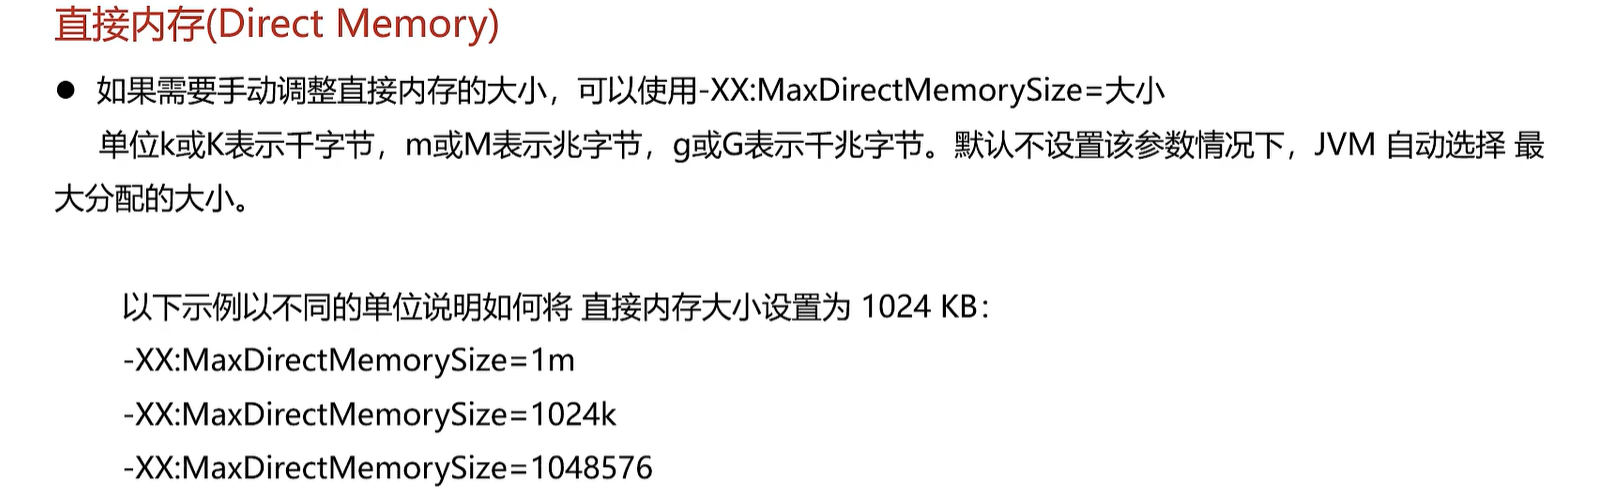 直接内存(Direct Memory)
● 如果需要手动调整直接内存的大小，可以使用-XX:MaxDirectMemorySize=大小
单位k或K表示千字节，m或M表示兆字节，g或G表示千兆字节。默认不设置该参数情况下，JVM 自动选择 最
大分配的大小。
以下示例以不同的单位说明如何将 直接内存大小设置为 1024 KB：
-XX:MaxDirectMemorySize=1m
-XX:MaxDirectMemorySize=1024k
-XX:MaxDirectMemorySize=1048576